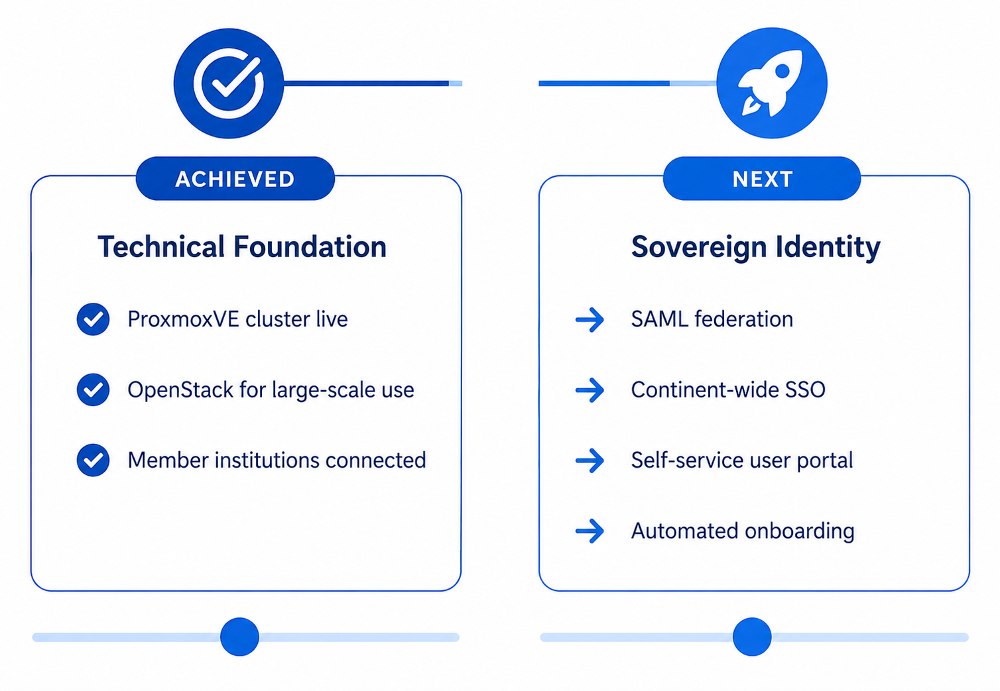 ACHIEVED
Technical Foundation
ProxmoxVE cluster live
OpenStack for large-scale use
Member institutions connected
NEXT
Sovereign Identity
SAML federation
Continent-wide SSO
Self-service user portal
Automated onboarding